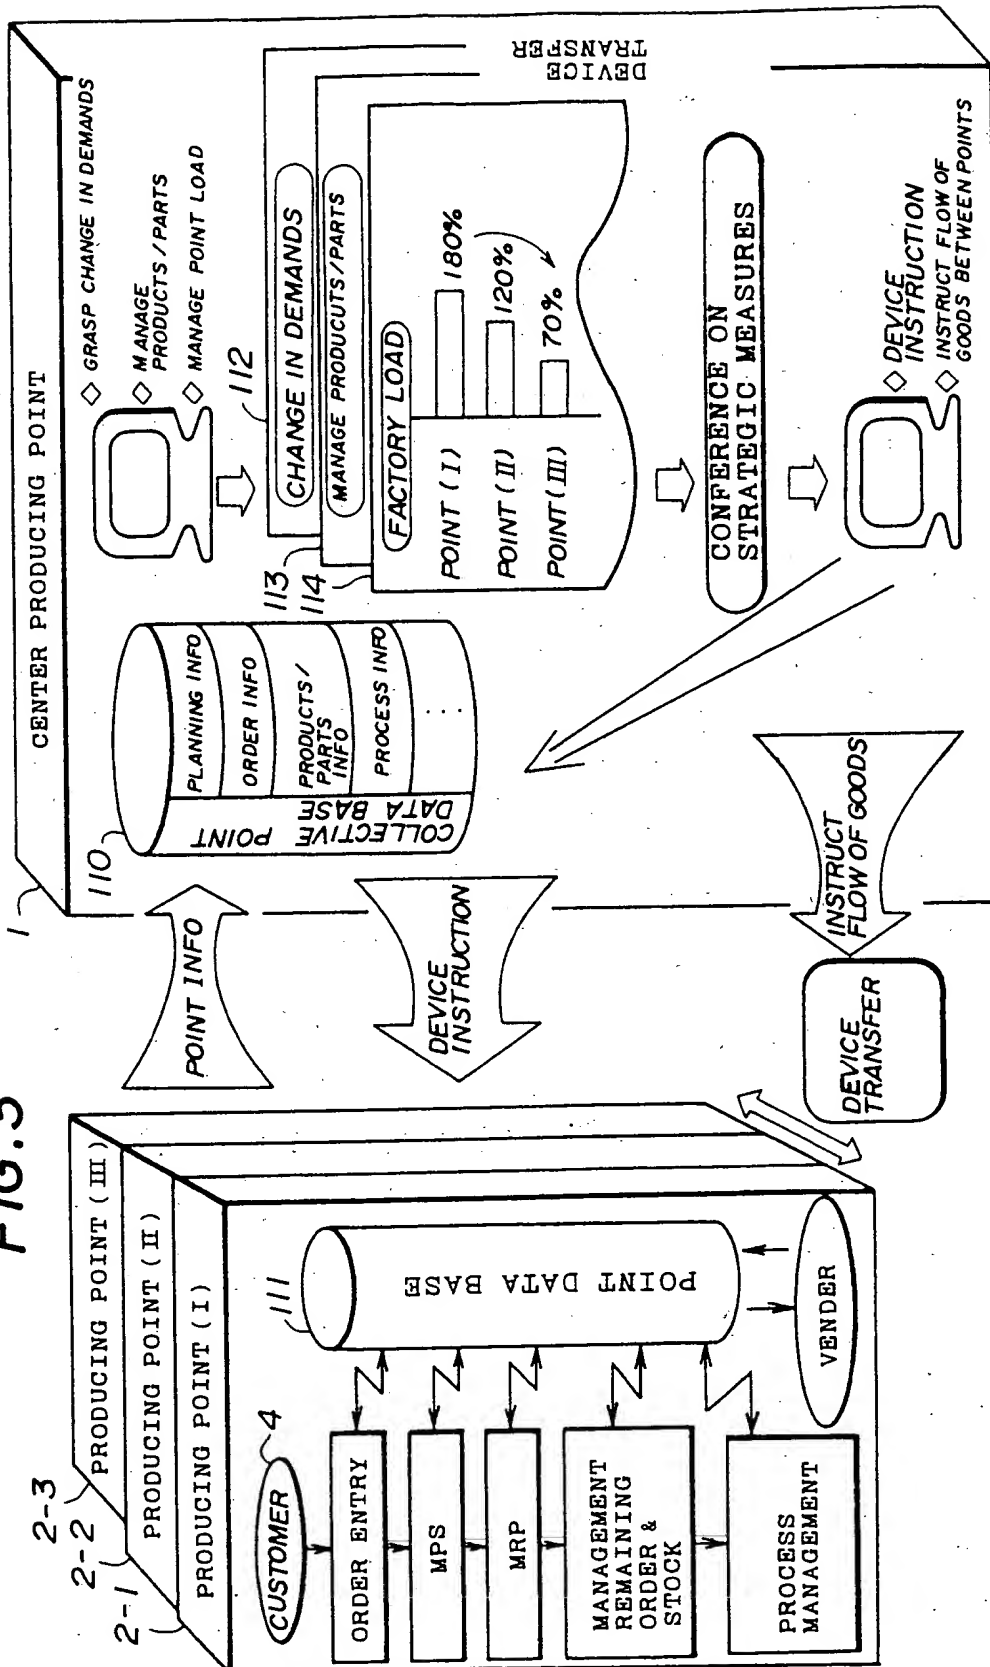 FIG. 3
1
CENTER PRODUCING POINT
◇ GRASP CHANGE IN DEMANDS
◇ MANAGE
PRODUCTS/PARTS
◇ MANAGE POINT LOAD
110
COLLECTIVE POINT
DATA BASE
PLANNING INFO
ORDER INFO
PRODUCTS/
PARTS
INFO
PROCESS INFO
...
112
CHANGE IN DEMANDS
113
MANAGE PRODUCUTS/PARTS
114
FACTORY LOAD
POINT (I)
180%
POINT (II)
120%
POINT (III)
70%
DEVICE
TRANSFER
CONFERENCE ON
STRATEGIC MEASURES
◇ DEVICE
INSTRUCTION
◇ INSTRUCT FLOW OF
GOODS BETWEEN POINTS
POINT INFO
DEVICE
INSTRUCTION
INSTRUCT
FLOW OF GOODS
DEVICE
TRANSFER
2-3
PRODUCING POINT (III)
2-2
PRODUCING POINT (II)
2-1
PRODUCING POINT (I)
CUSTOMER
4
111
POINT DATA BASE
ORDER ENTRY
MPS
MRP
MANAGEMENT
REMAINING
ORDER &
STOCK
PROCESS
MANAGEMENT
VENDER